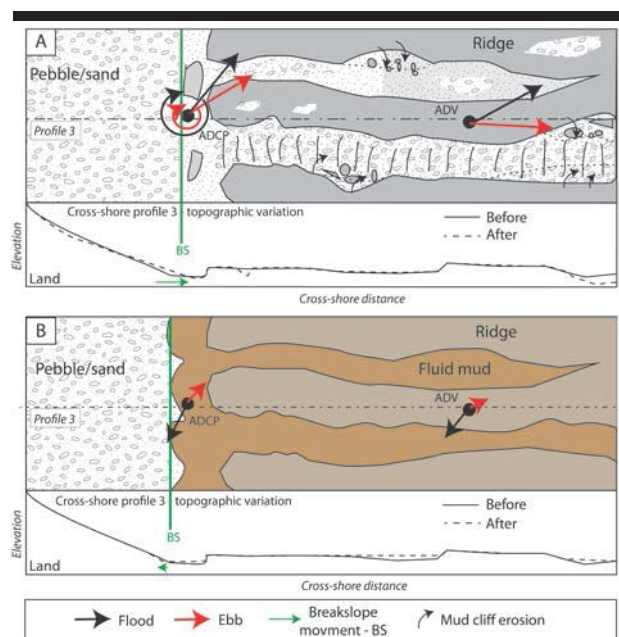 A
Ridge
Pebble/sand
ADCP
ADV
Profile 3
Cross-shore profile 3 - topographic variation
Before
After
BS
Elevation
Land
Cross-shore distance
B
Ridge
Pebble/sand
Fluid mud
ADV
ADCP
Profile 3
Cross-shore profile 3 - topographic variation
Before
After
BS
Elevation
Land
Cross-shore distance
Flood
Ebb
Breakslope
movment - BS
Mud cliff erosion